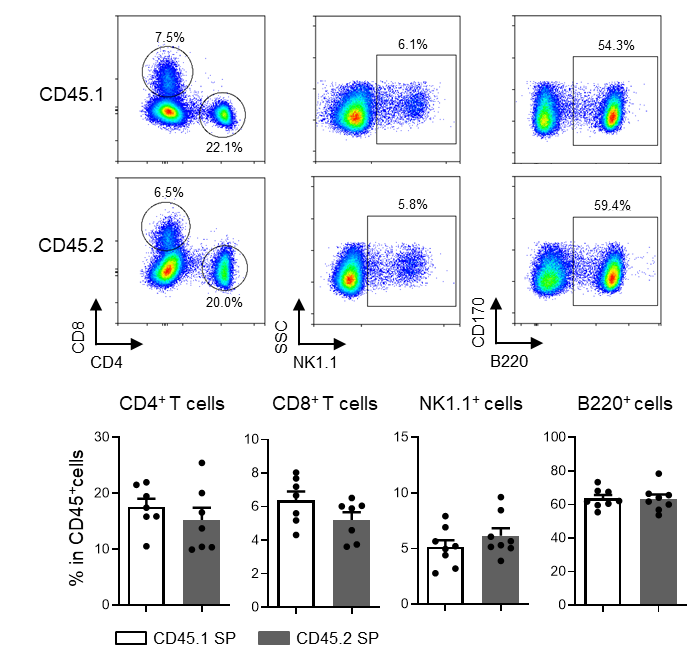 7.5%
6.1%
54.3%
CD45.1
22.1%
6.5%
5.8%
59.4%
CD45.2
20.0%
CD8
CD4
SSC
NK1.1
CD170
B220
CD4⁺ T cells
CD8⁺ T cells
NK1.1⁺ cells
B220⁺ cells
% in CD45⁺cells
30
20
10
0
10
8
6
4
2
0
15
10
5
0
100
80
60
40
20
0
CD45.1 SP
CD45.2 SP